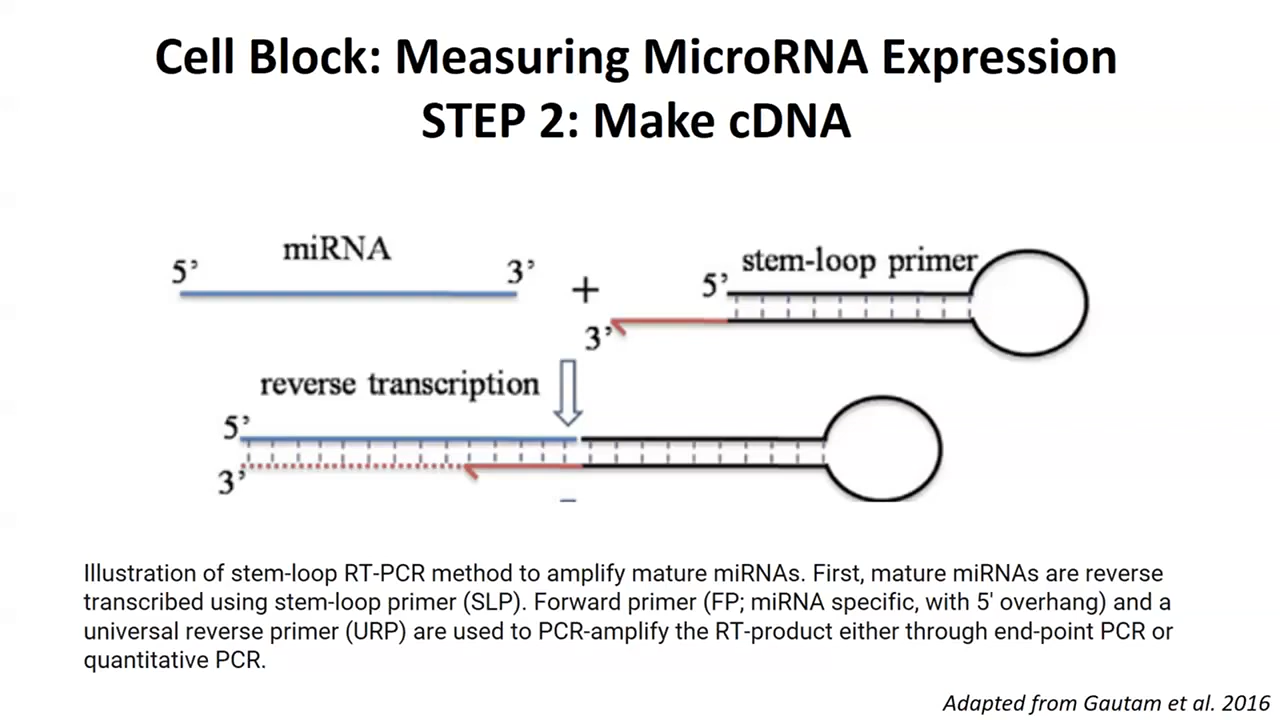 Cell Block: Measuring MicroRNA Expression
STEP 2: Make cDNA
miRNA
5’
3’
+
stem-loop primer
5’
3’
reverse transcription
5’
3’
Illustration of stem-loop RT-PCR method to amplify mature miRNAs. First, mature miRNAs are reverse
transcribed using stem-loop primer (SLP). Forward primer (FP; miRNA specific, with 5' overhang) and a
universal reverse primer (URP) are used to PCR-amplify the RT-product either through end-point PCR or
quantitative PCR.
Adapted from Gautam et al. 2016